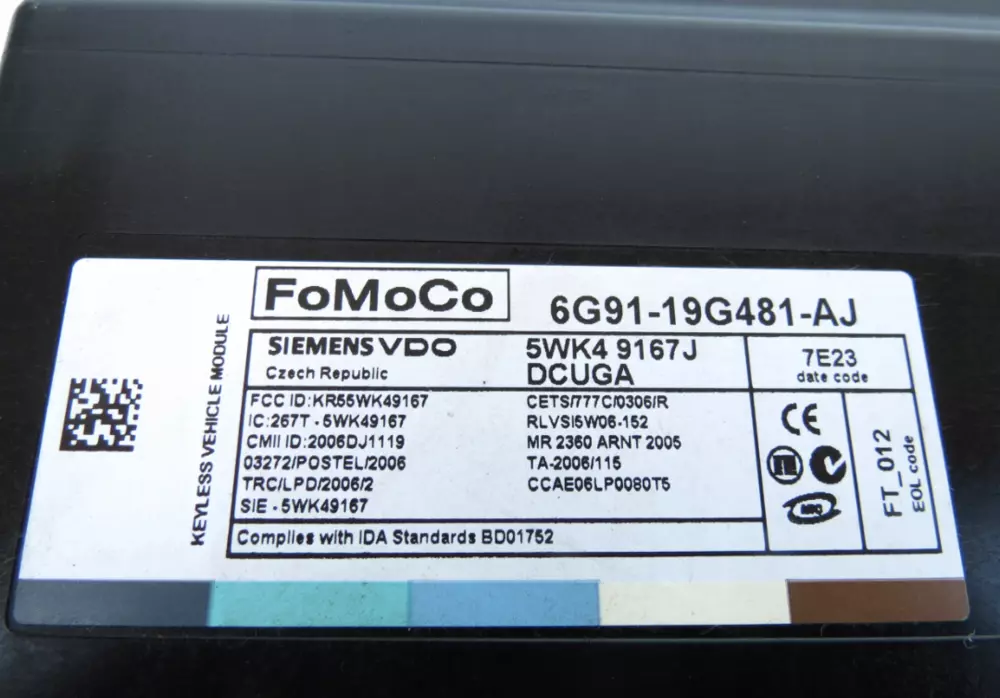 FoMoCo
6G91-19G481-AJ
SIEMENS VDO
Czech Republic
5WK4 9167J
DCUGA
7E23
date code
KEYLESS VEHICLE MODULE
FCC ID:KR55WK49167
IC:267T - 5WK49167
CMII ID:2006DJ1119
03272/POSTEL/2006
TRC/LPD/2006/2
SIE - 5WK49167
CETS/777C/0306/R
RLVSI5W06-152
MR 2360 ARNT 2005
TA-2006/115
CCAE06LP0080T5
CE
FT_012
EOL code
Complies with IDA Standards BD01752